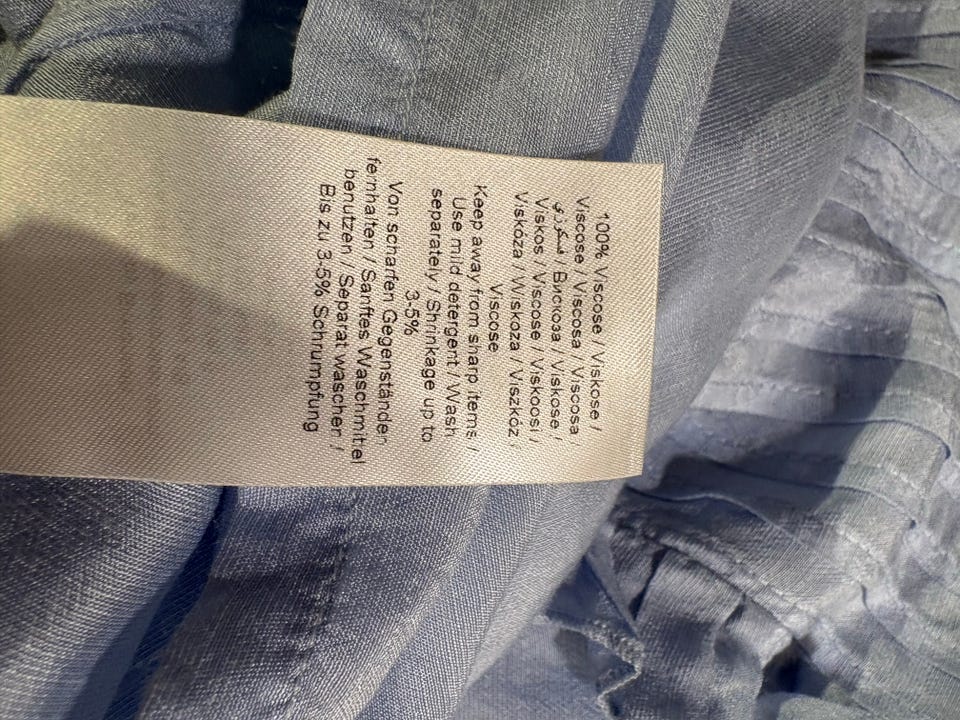 100% Viscose / Viskose /
Viscose / Viscosa / Viscosa /
فسكوزي / Вискоза / Viskose /
Viskos / Viscose / Viskoosi /
Viskóza / Wiskoza / Viszkóz
Viscose
Keep away from sharp items /
Use mild detergent / Wash
separately / Shrinkage up to
3-5%
Von scharfen Gegenständen
fernhalten / Sanftes Waschmittel
benutzen / Separat waschen /
Bis zu 3-5% Schrumpfung